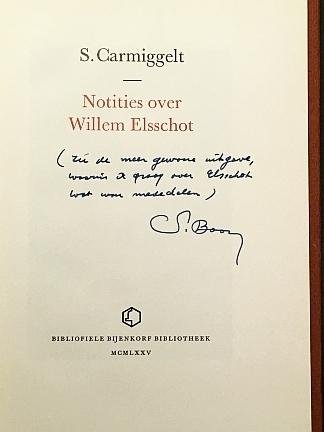 S. Carmiggelt
Notities over
Willem Elsschot
( zie de meer gewone uitgave,
waarin ik graag over Elsschot
wat wou mededelen )
S. Boon
BIBLIOFIELE BIJENKORF BIBLIOTHEEK
MCMLXXV